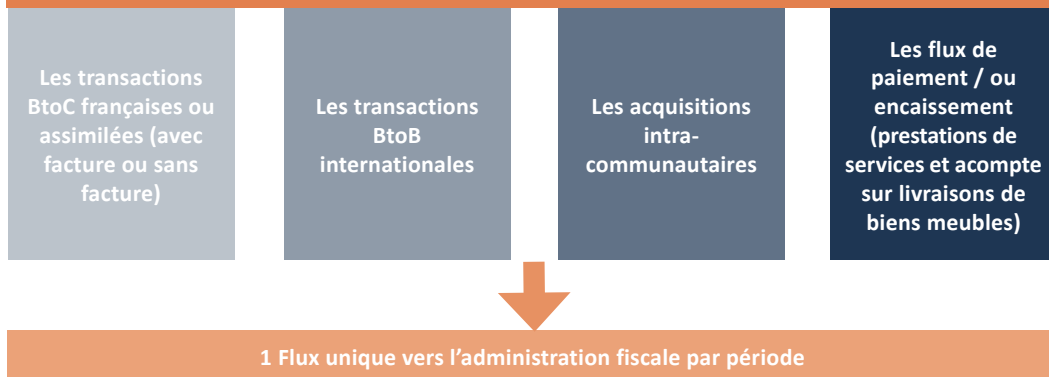 Les transactions
BtoC françaises ou
assimilées (avec
facture ou sans
facture)
Les transactions
BtoB
internationales
Les acquisitions
intra-
communautaires
Les flux de
paiement / ou
encaissement
(prestations de
services et acompte
sur livraisons de
biens meubles)
1 Flux unique vers l’administration fiscale par période